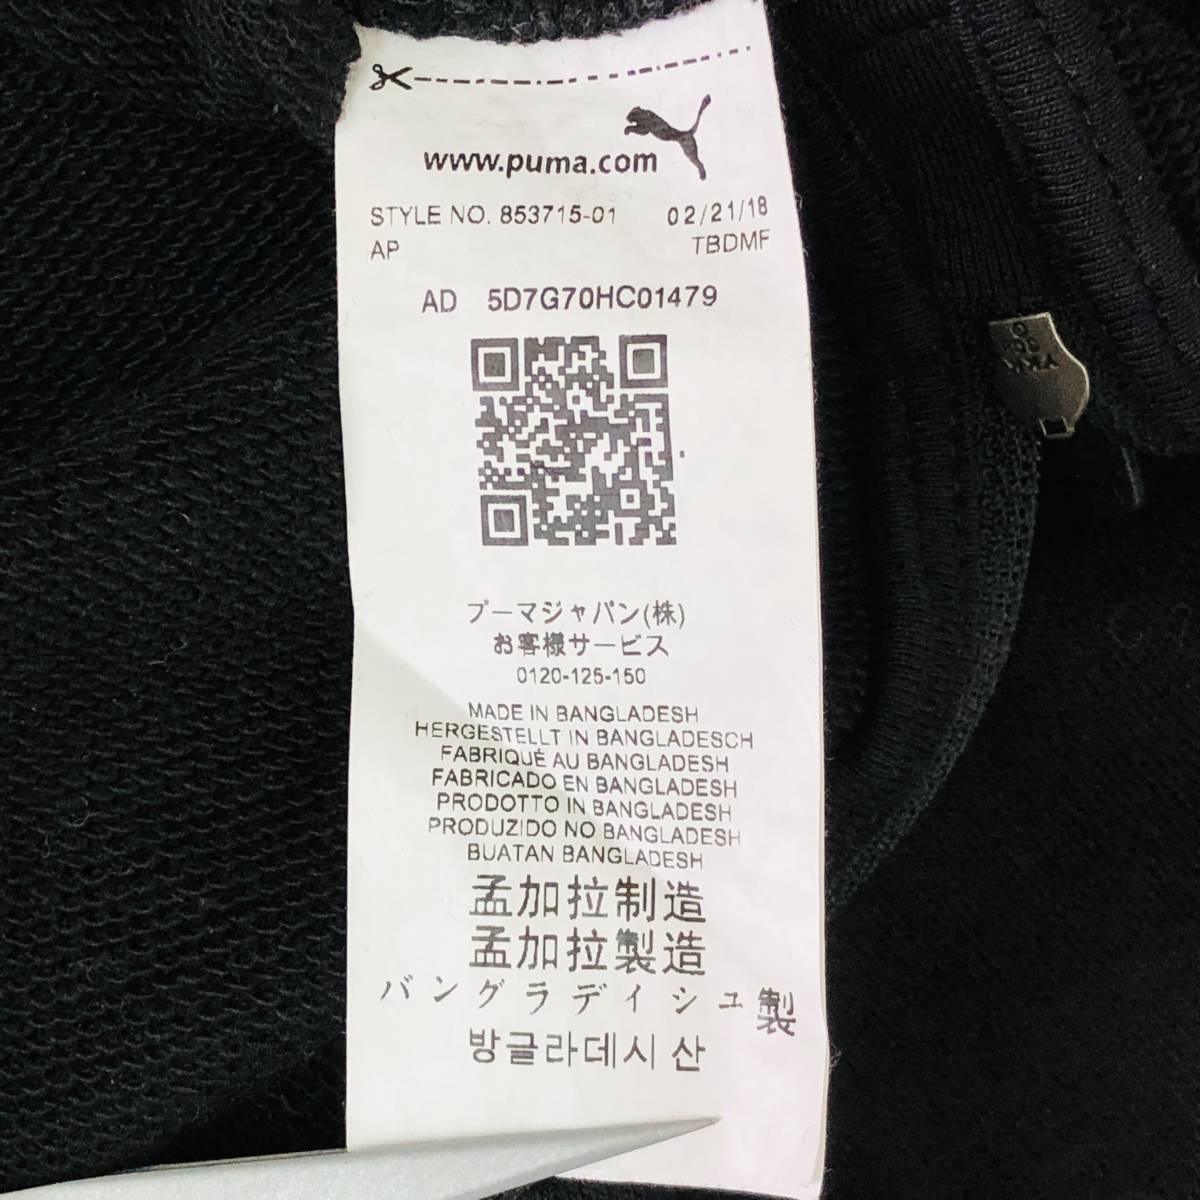 www.puma.com
STYLE NO. 853715-01 02/21/18
AP TBDMF
AD 5D7G70HC01479
プーマジャパン(株)
お客様サービス
0120-125-150
MADE IN BANGLADESH
HERGESTELLT IN BANGLADESCH
FABRIQUÉ AU BANGLADESH
FABRICADO EN BANGLADESH
PRODOTTO IN BANGLADESH
PRODUZIDO NO BANGLADESH
BUATAN BANGLADESH
孟加拉制造
孟加拉製造
バングラデイシュ製
방글라데시 산